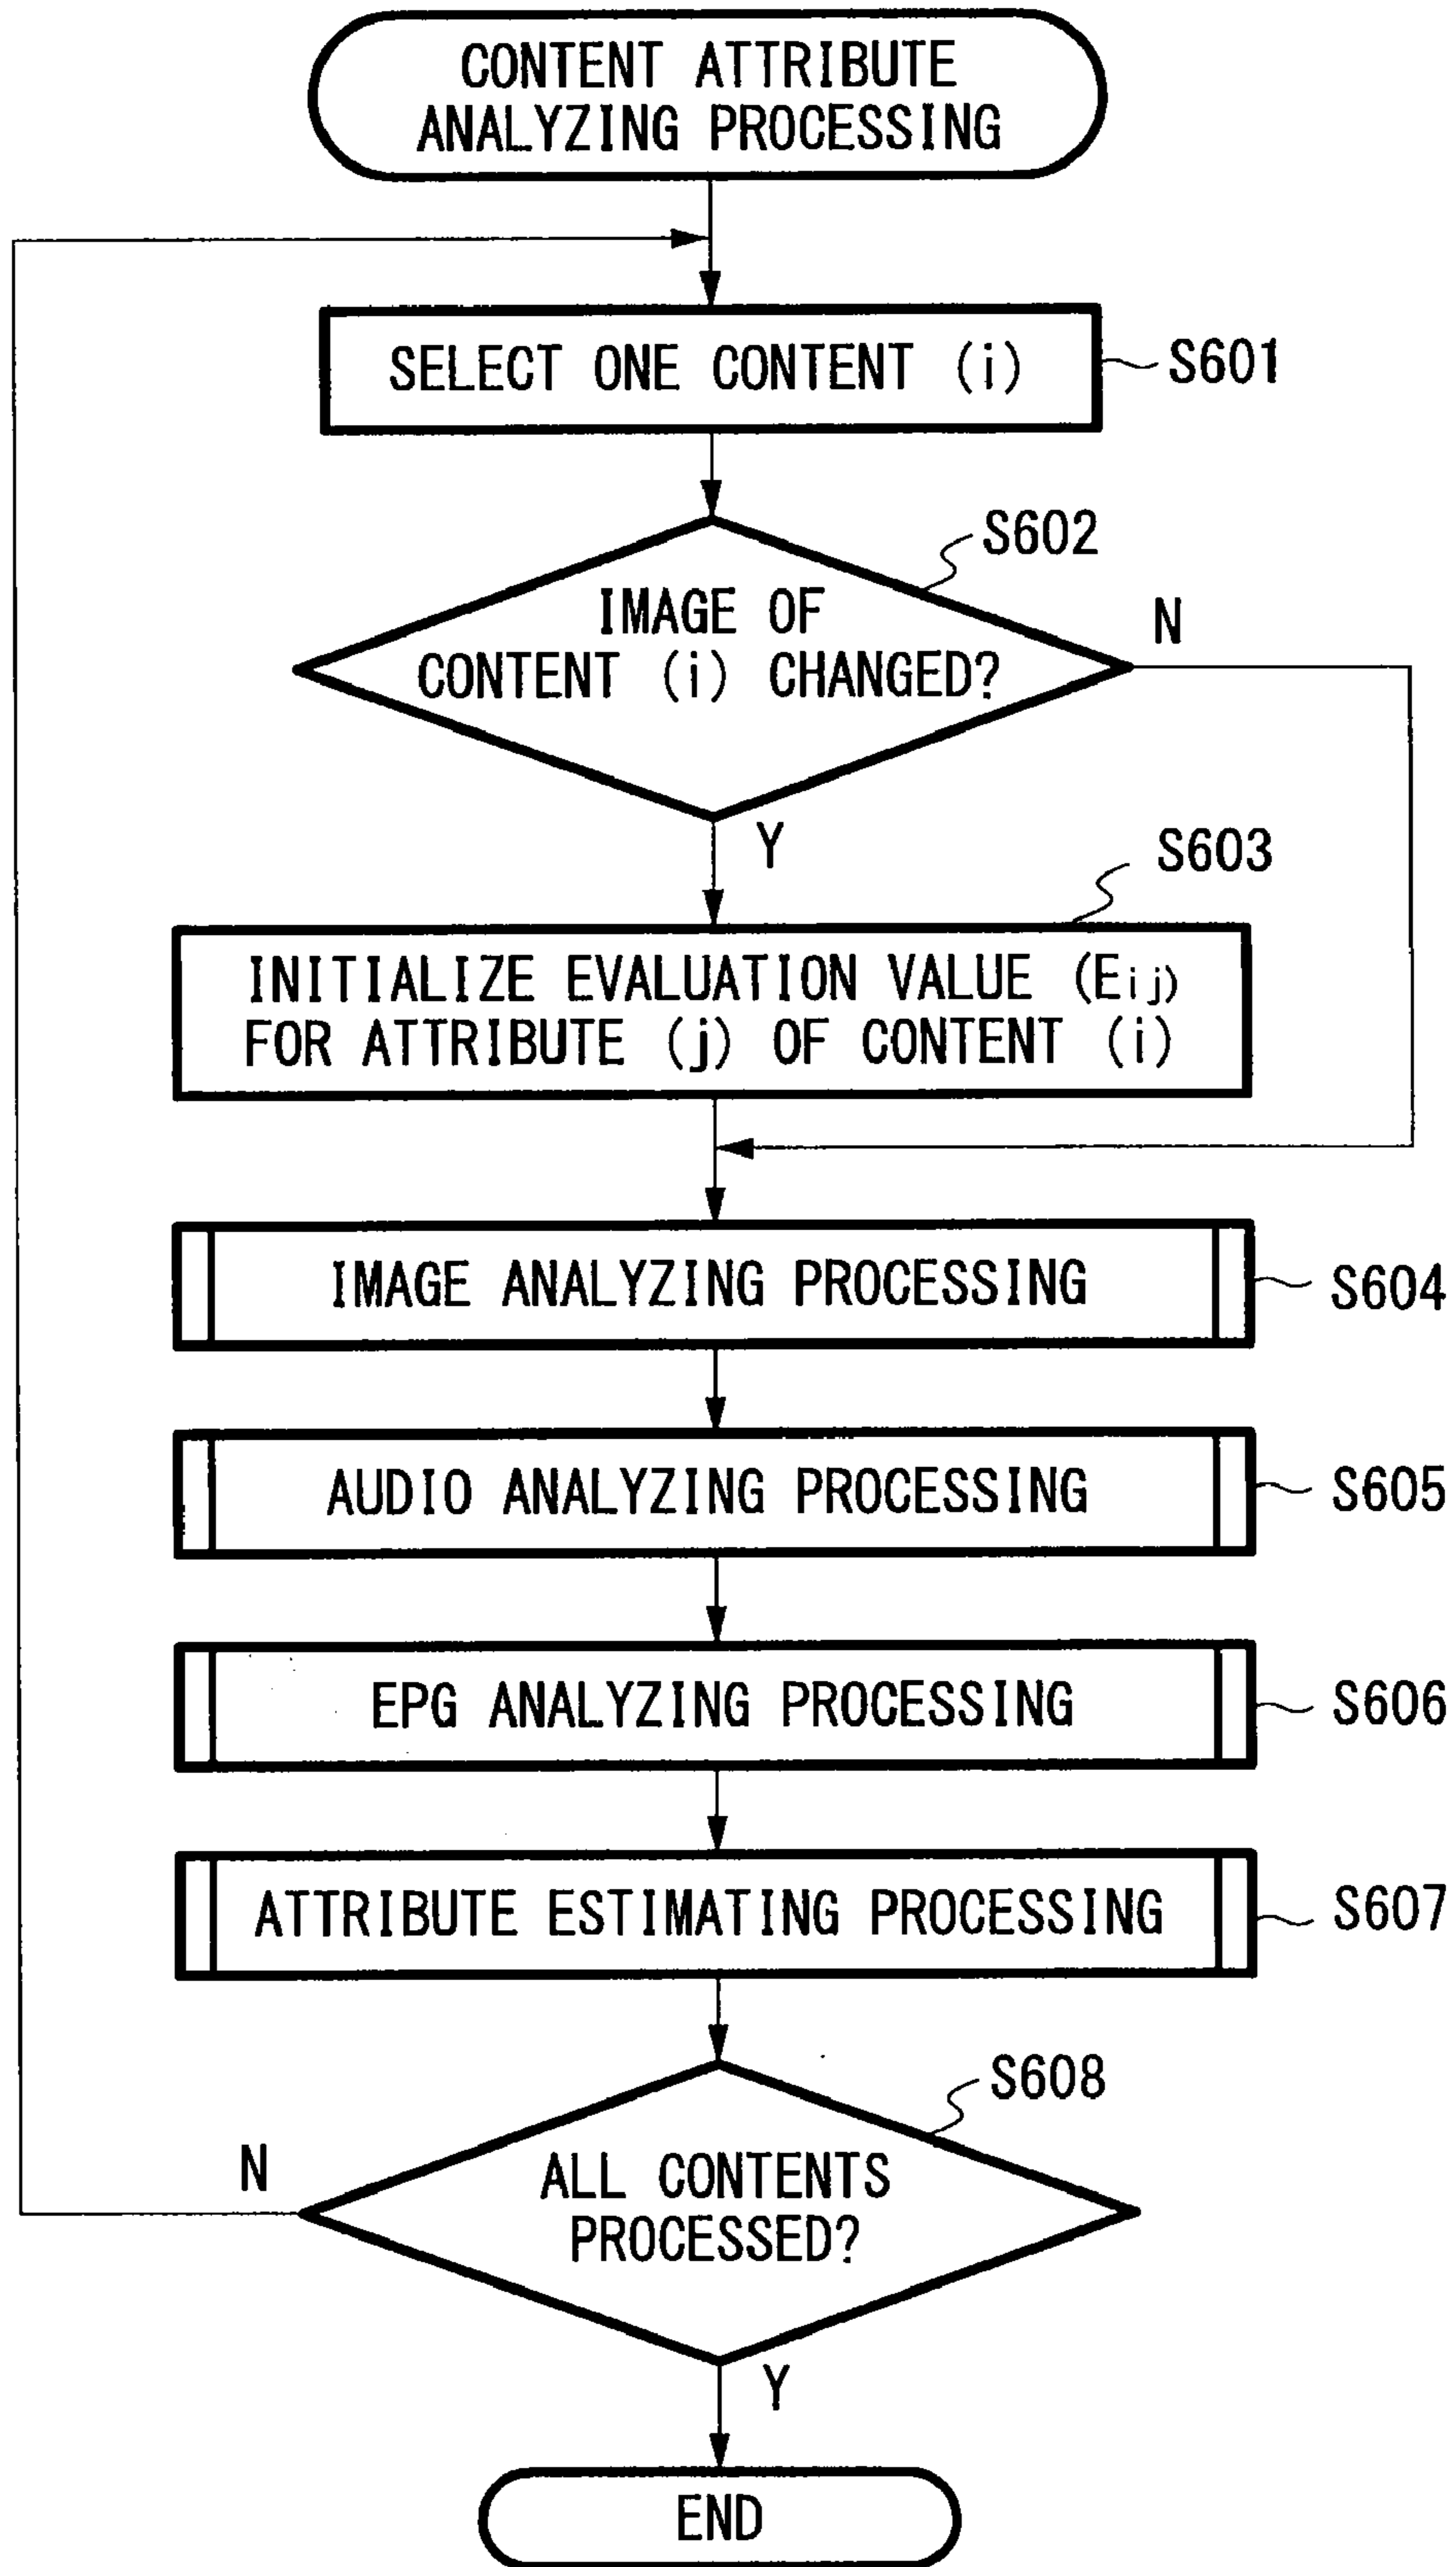 CONTENT ATTRIBUTE
ANALYZING PROCESSING
SELECT ONE CONTENT (i)
S601
S602
IMAGE OF
CONTENT (i) CHANGED?
N
Y
S603
INITIALIZE EVALUATION VALUE (Eij)
FOR ATTRIBUTE (j) OF CONTENT (i)
IMAGE ANALYZING PROCESSING
S604
AUDIO ANALYZING PROCESSING
S605
EPG ANALYZING PROCESSING
S606
ATTRIBUTE ESTIMATING PROCESSING
S607
S608
N
ALL CONTENTS
PROCESSED?
Y
END